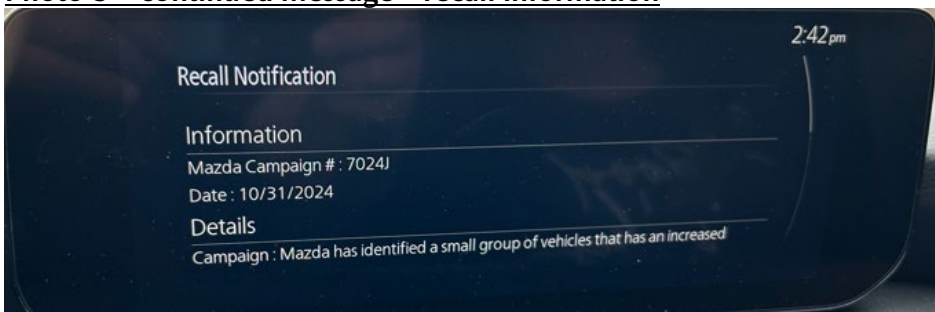 2:42pm
Recall Notification
Information
Mazda Campaign # : 7024J
Date : 10/31/2024
Details
Campaign : Mazda has identified a small group of vehicles that has an increased